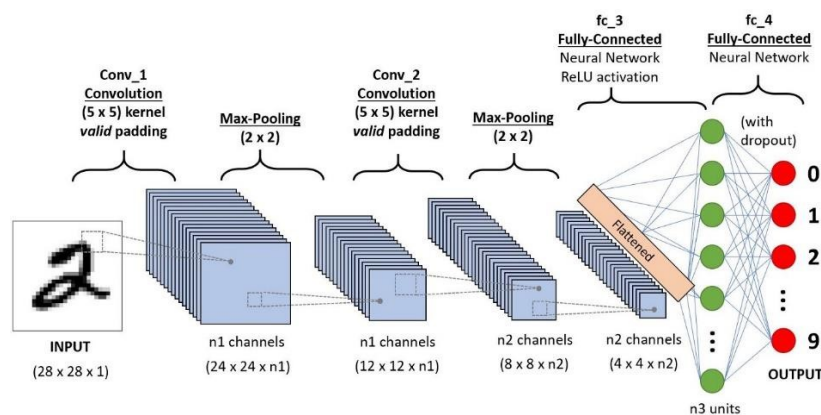 fc_3
Fully-Connected
Neural Network
ReLU activation
fc_4
Fully-Connected
Neural Network
Conv_1
Convolution
(5 x 5) kernel
valid padding
Max-Pooling
(2 x 2)
Conv_2
Convolution
(5 x 5) kernel
valid padding
Max-Pooling
(2 x 2)
(with
dropout)
Flattened
0
1
2
9
INPUT
(28 x 28 x 1)
n1 channels
(24 x 24 x n1)
n1 channels
(12 x 12 x n1)
n2 channels
(8 x 8 x n2)
n2 channels
(4 x 4 x n2)
OUTPUT
n3 units
2